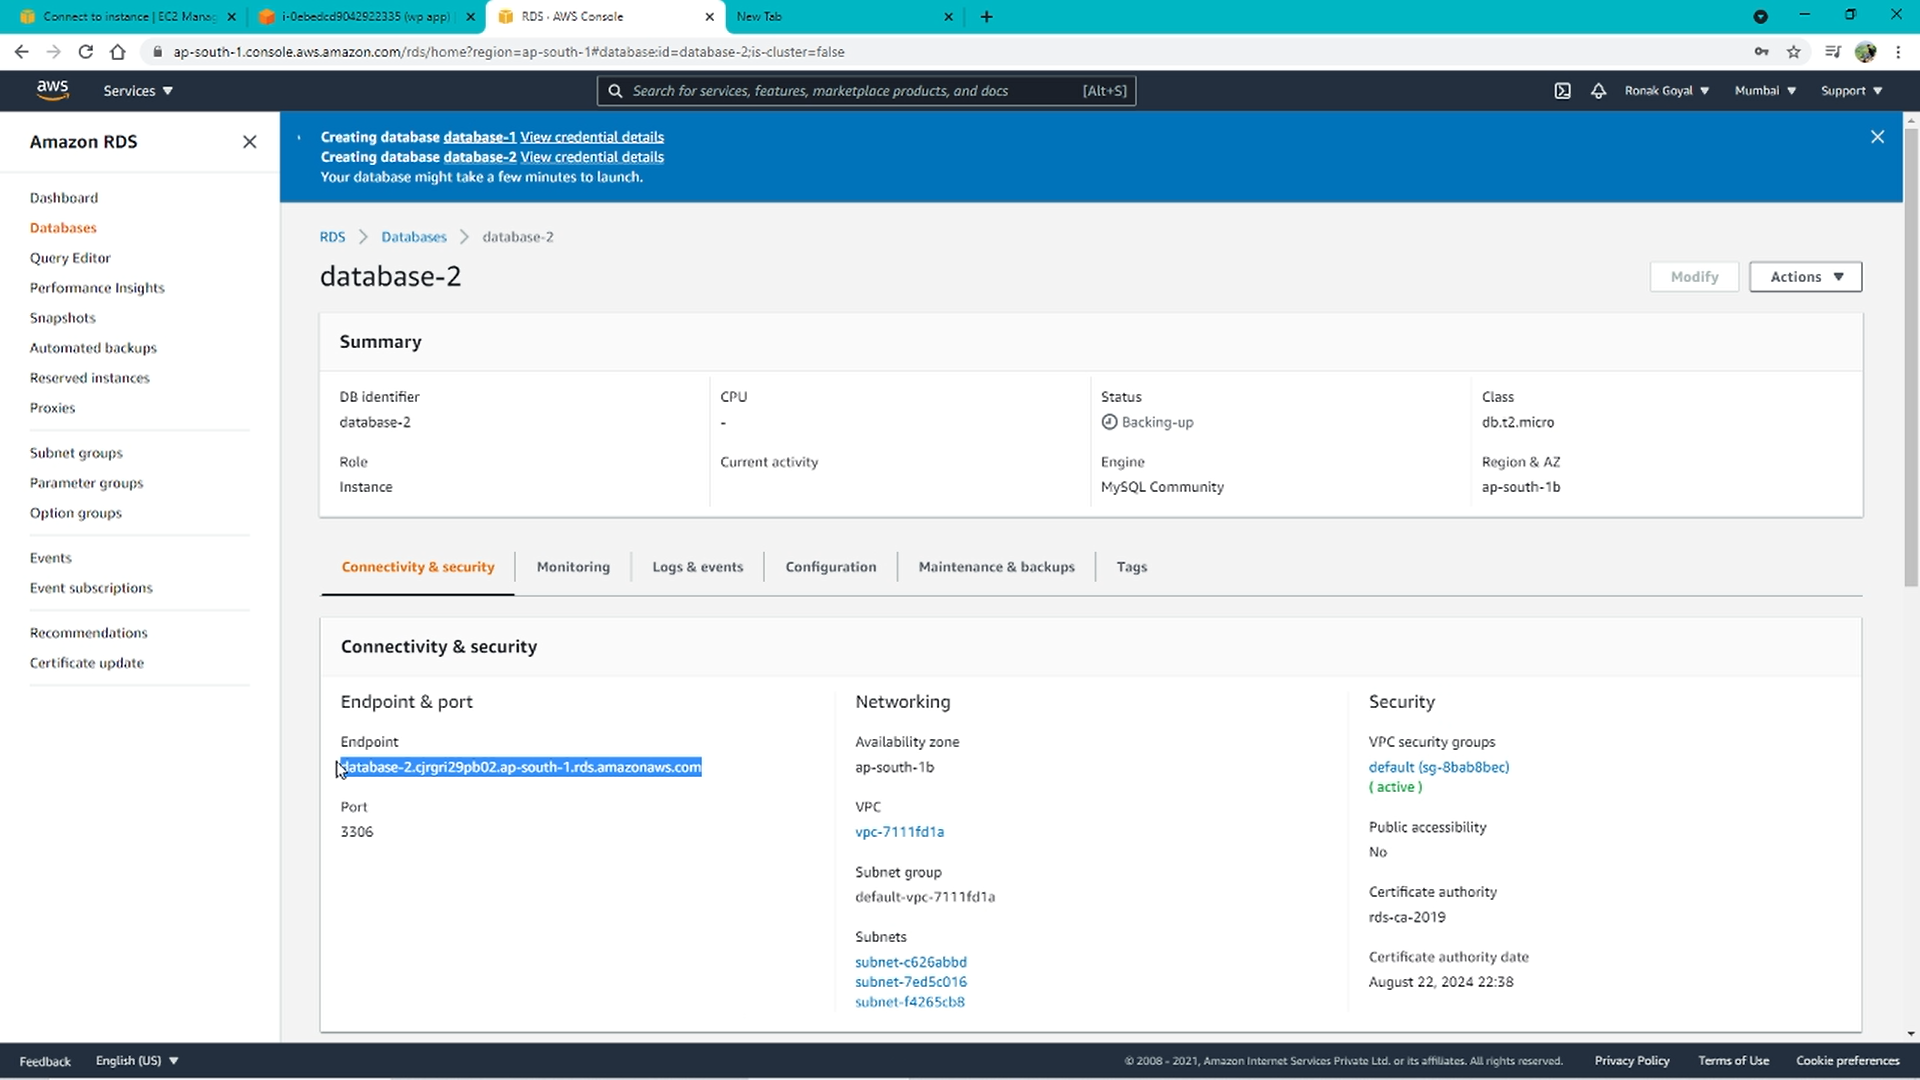 Connect to instance | EC2 Manag
i-0ebedcd9042922335 (wp app)
RDS · AWS Console
New Tab
ap-south-1.console.aws.amazon.com/rds/home?region=ap-south-1#database:id=database-2;is-cluster=false
aws
Services
Search for services, features, marketplace products, and docs [Alt+S]
Ronak Goyal
Mumbai
Support
Amazon RDS
Dashboard
Databases
Query Editor
Performance Insights
Snapshots
Automated backups
Reserved instances
Proxies
Subnet groups
Parameter groups
Option groups
Events
Event subscriptions
Recommendations
Certificate update
Creating database database-1 View credential details
Creating database database-2 View credential details
Your database might take a few minutes to launch.
RDS > Databases > database-2
database-2
Modify
Actions
Summary
DB identifier
database-2
CPU
-
Status
Backing-up
Class
db.t2.micro
Role
Instance
Current activity
Engine
MySQL Community
Region & AZ
ap-south-1b
Connectivity & security
Monitoring
Logs & events
Configuration
Maintenance & backups
Tags
Connectivity & security
Endpoint & port
Endpoint
database-2.cjrgri29pb02.ap-south-1.rds.amazonaws.com
Port
3306
Networking
Availability zone
ap-south-1b
VPC
vpc-7111fd1a
Subnet group
default-vpc-7111fd1a
Subnets
subnet-c626abbd
subnet-7ed5c016
subnet-f4265cb8
Security
VPC security groups
default (sg-8bab8bec)
( active )
Public accessibility
No
Certificate authority
rds-ca-2019
Certificate authority date
August 22, 2024 22:38
Feedback
English (US)
© 2008 - 2021, Amazon Internet Services Private Ltd. or its affiliates. All rights reserved.
Privacy Policy
Terms of Use
Cookie preferences